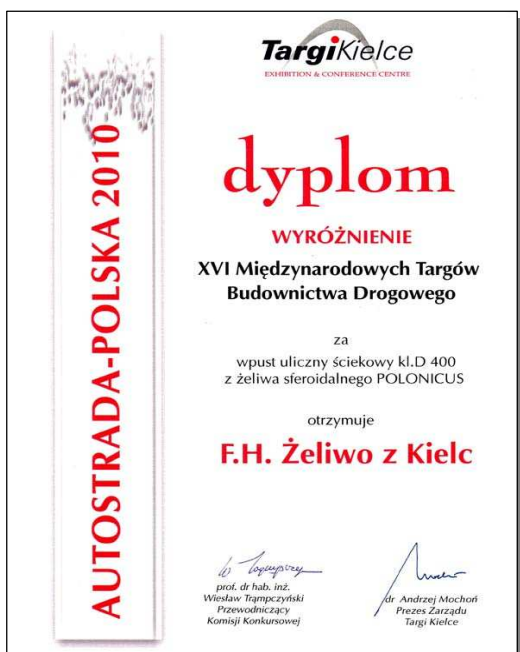 TargiKielce
EXHIBITION & CONFERENCE CENTRE
AUTOSTRADA-POLSKA 2010
dyplom
WYRÓŻNIENIE
XVI Międzynarodowych Targów
Budownictwa Drogowego
za
wpust uliczny ściekowy kl.D 400
z żeliwa sferoidalnego POLONICUS
otrzymuje
F.H. Żeliwo z Kielc
prof. dr hab. inż.
Wiesław Trąmpczyński
Przewodniczący
Komisji Konkursowej
dr Andrzej Mochoń
Prezes Zarządu
Targi Kielce